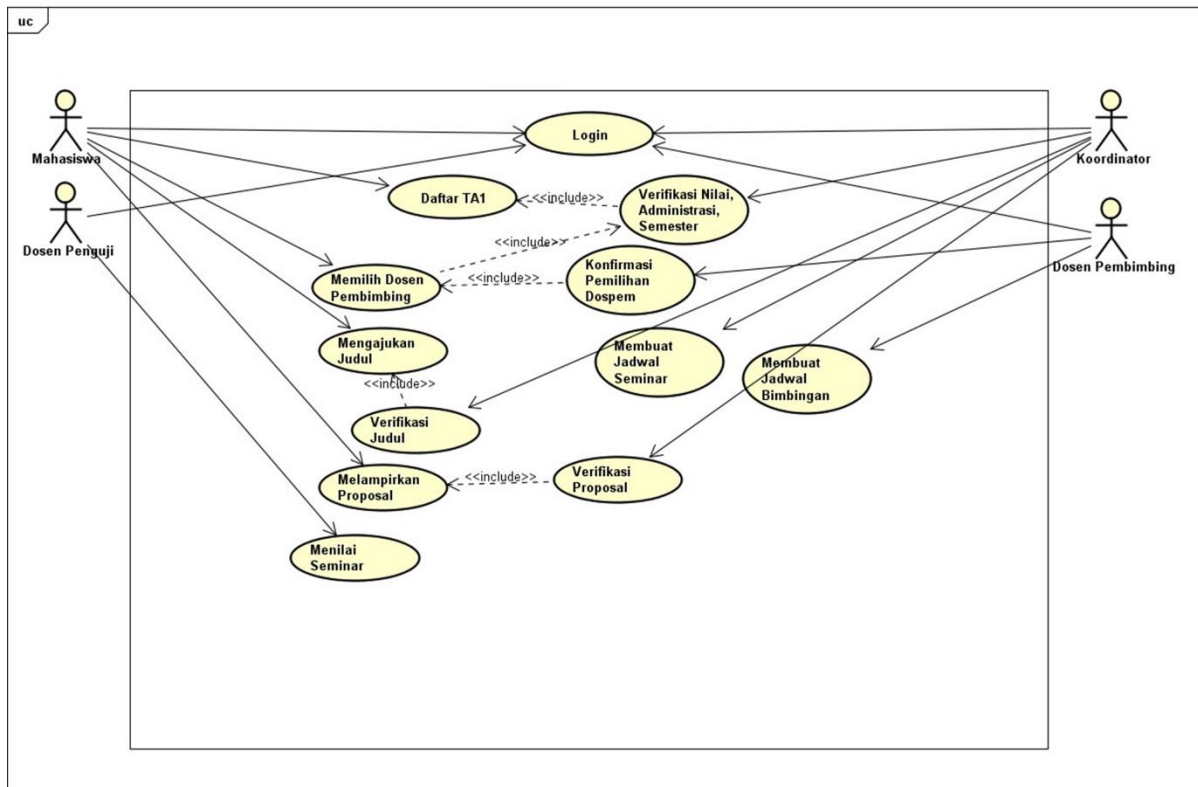 uc
Mahasiswa
Koordinator
Login
Daftar TA1
<<include>>
Verifikasi Nilai,
Administrasi,
Semester
Dosen Penguji
Dosen Pembimbing
<<include>>
Memilih Dosen
Pembimbing
<<include>>
Konfirmasi
Pemilihan
Dospem
Mengajukan
Judul
Membuat
Jadwal
Seminar
Membuat
Jadwal
Bimbingan
<<include>>
Verifikasi
Judul
Melampirkan
Proposal
<<include>>
Verifikasi
Proposal
Menilai
Seminar